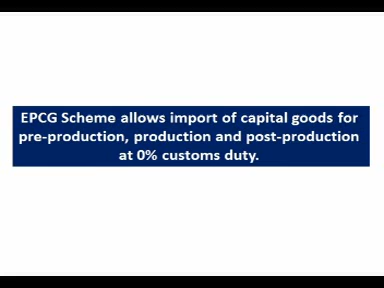 EPCG Scheme allows import of capital goods for
pre-production, production and post-production
at 0% customs duty.